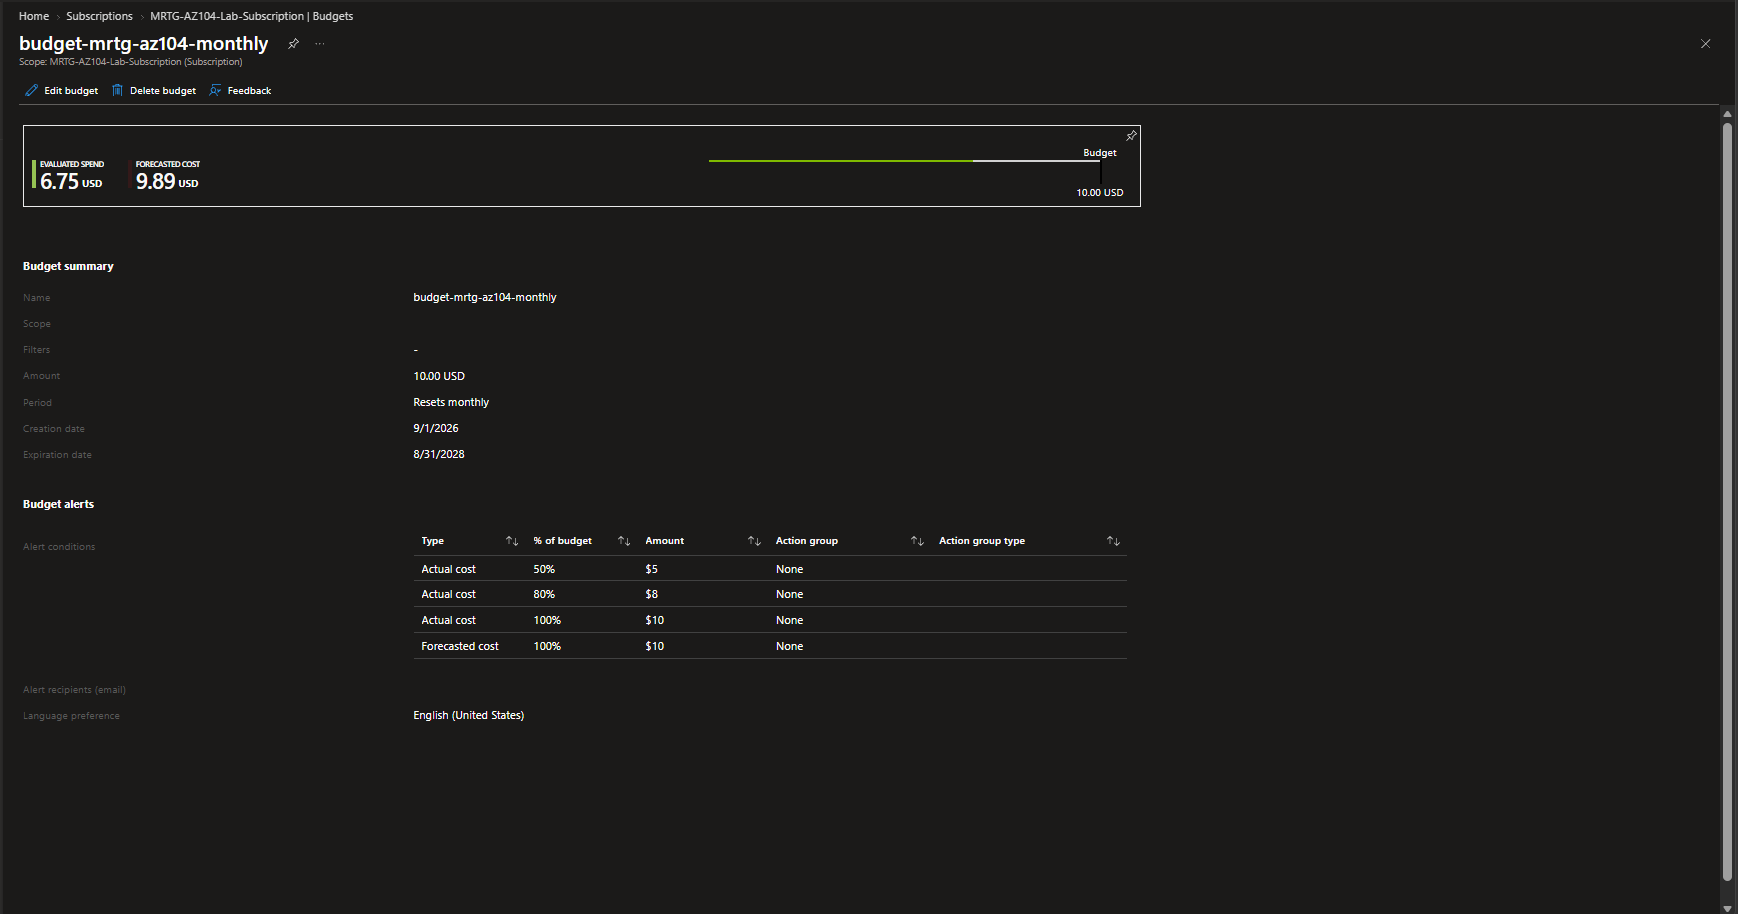 Home > Subscriptions > MRTG-AZ104-Lab-Subscription | Budgets
budget-mrtg-az104-monthly ...
Scope: MRTG-AZ104-Lab-Subscription (Subscription)
Edit budget Delete budget Feedback
EVALUATED SPEND FORECASTED COST
6.75 USD 9.89 USD
Budget
10.00 USD
Budget summary
Name budget-mrtg-az104-monthly
Scope
Filters -
Amount 10.00 USD
Period Resets monthly
Creation date 9/1/2026
Expiration date 8/31/2028
Budget alerts
Alert conditions
Type % of budget Amount Action group Action group type
Actual cost 50% $5 None
Actual cost 80% $8 None
Actual cost 100% $10 None
Forecasted cost 100% $10 None
Alert recipients (email)
Language preference English (United States)